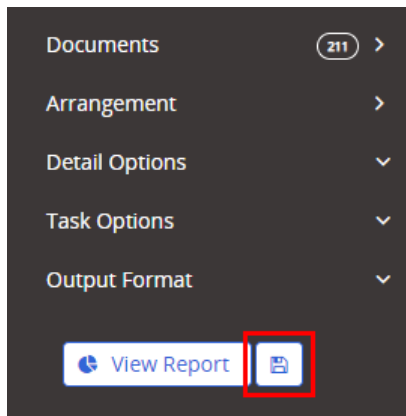 Documents 211
Arrangement
Detail Options
Task Options
Output Format
View Report